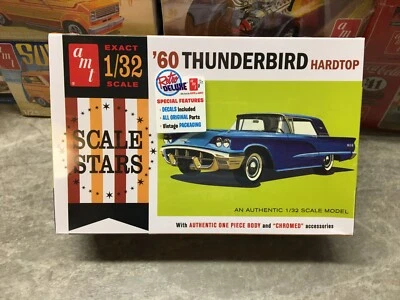 amt
EXACT
1/32
SCALE
'60 THUNDERBIRD HARDTOP
Retro
DELUXE
SPECIAL FEATURES
• DECALS Included
• ALL ORIGINAL Parts
• Vintage PACKAGING
SCALE
STARS
AN AUTHENTIC 1/32 SCALE MODEL
With AUTHENTIC ONE PIECE BODY and "CHROMED" accessories